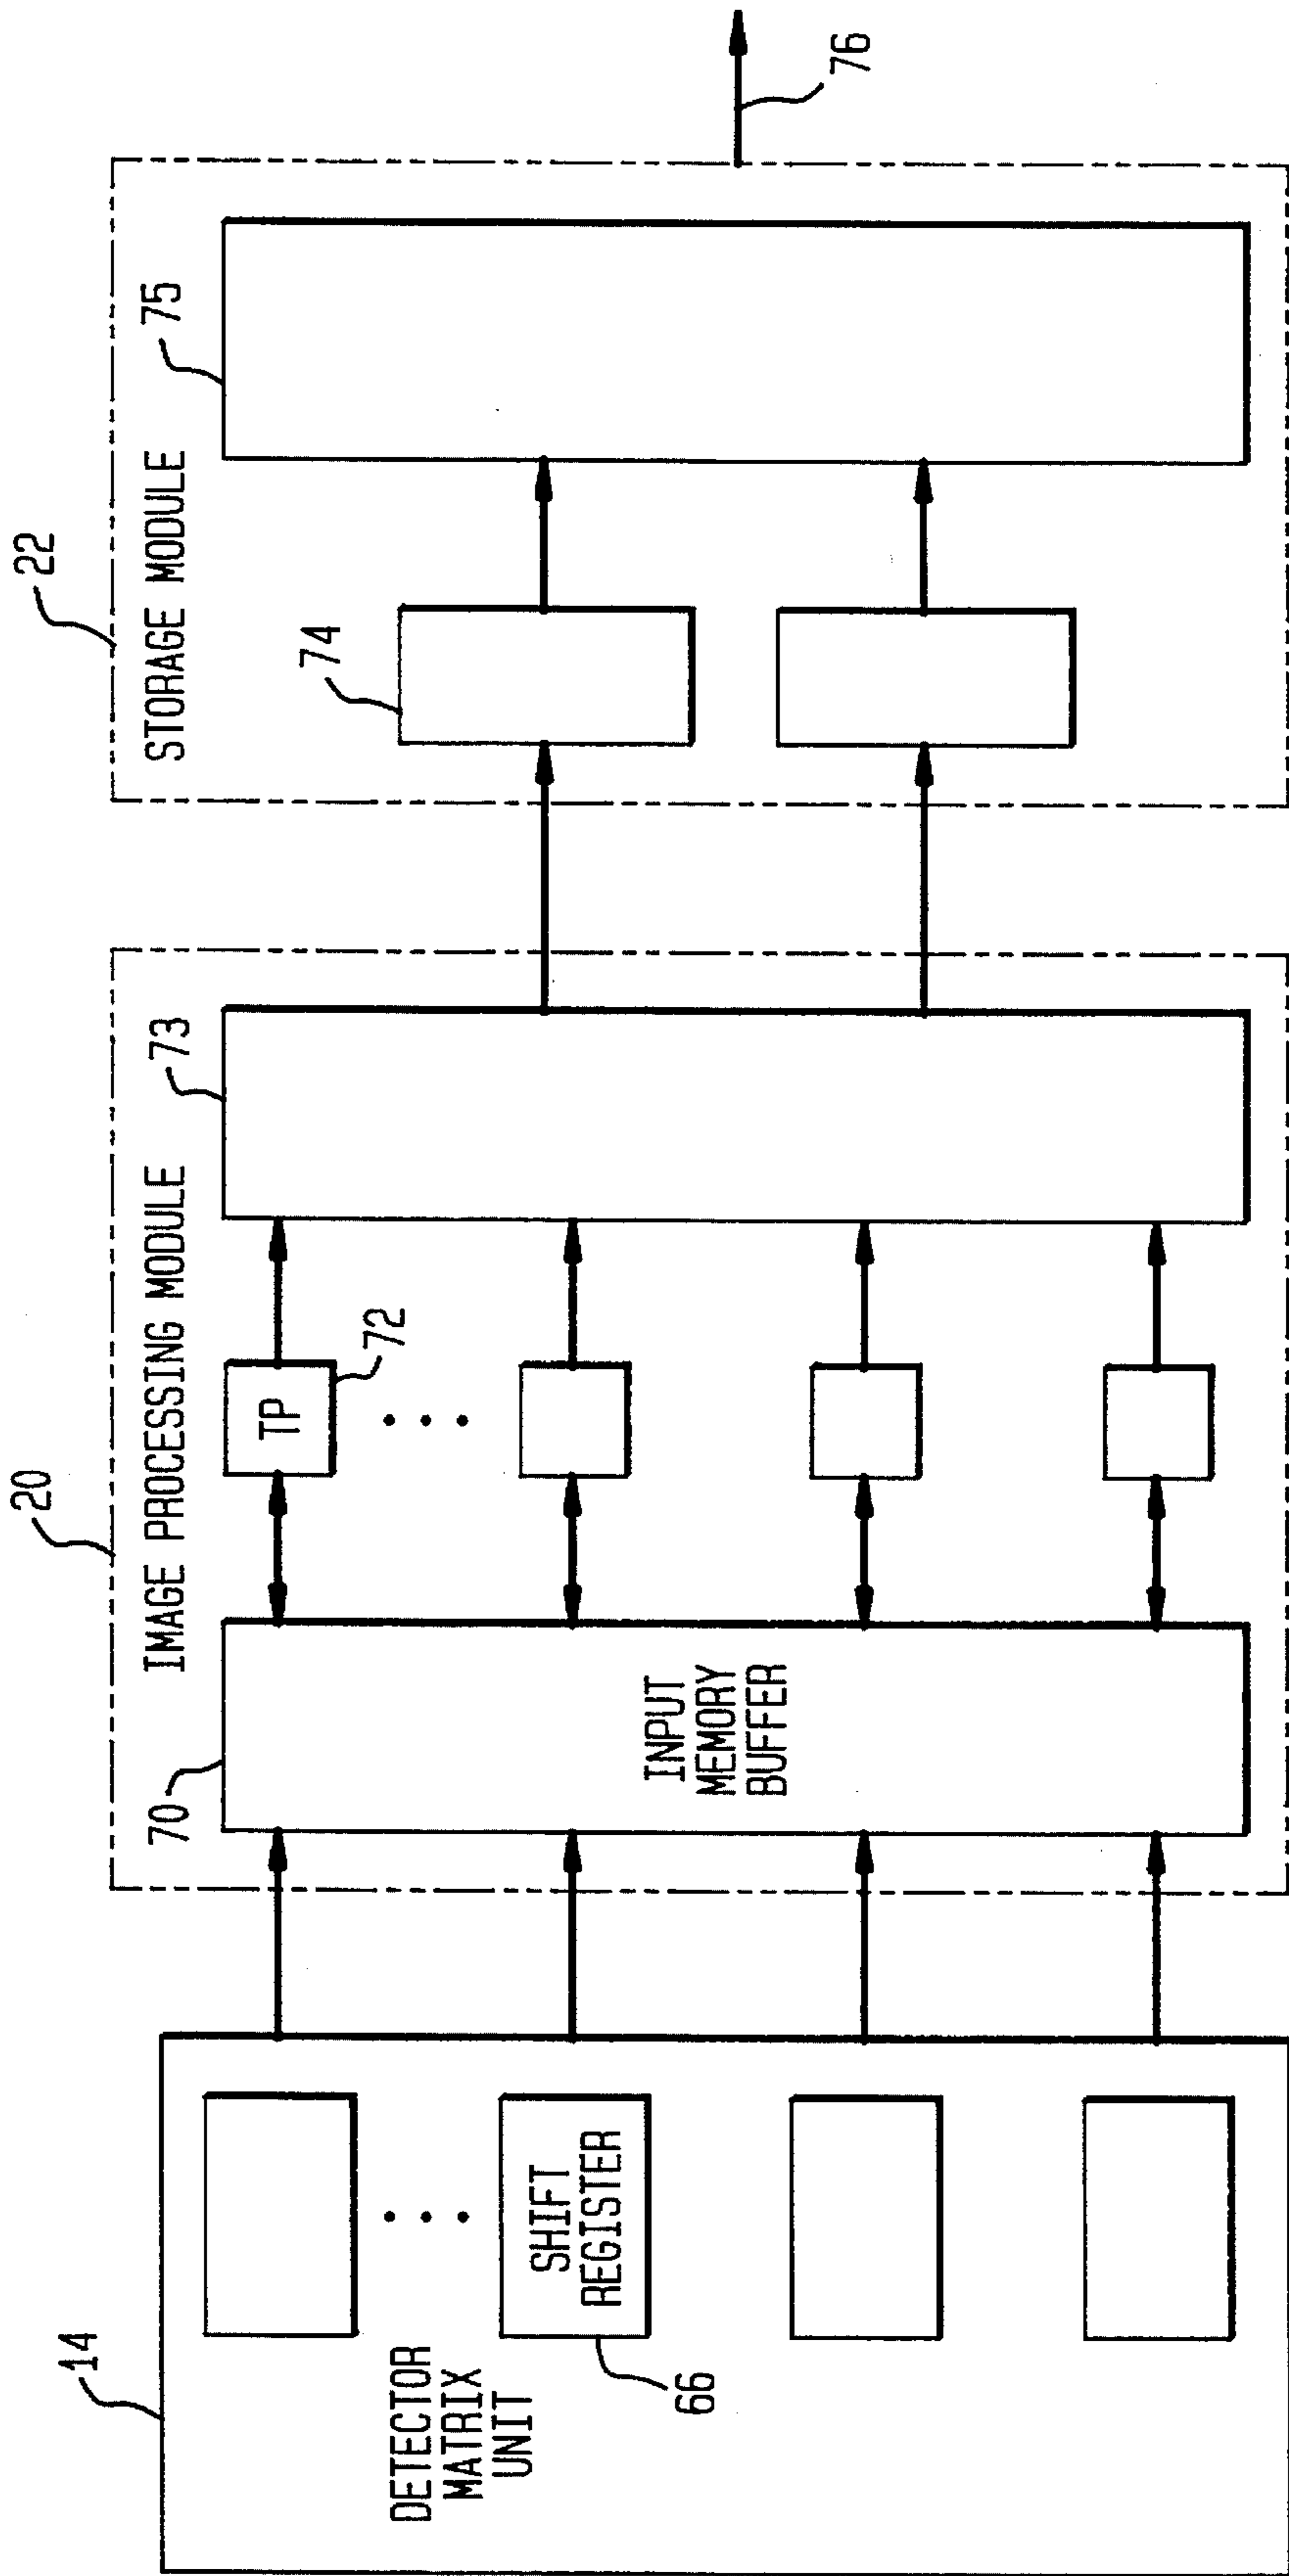 14
DETECTOR
MATRIX
UNIT
SHIFT
REGISTER
66
20
IMAGE PROCESSING MODULE
70
INPUT
MEMORY
BUFFER
TP
72
73
22
STORAGE MODULE
74
75
76